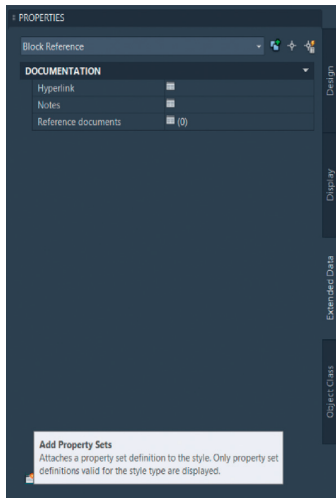 PROPERTIES
Block Reference
DOCUMENTATION
Hyperlink
Notes
Reference documents (0)
Design
Display
Extended Data
Object Class
Add Property Sets
Attaches a property set definition to the style. Only property set
definitions valid for the style type are displayed.